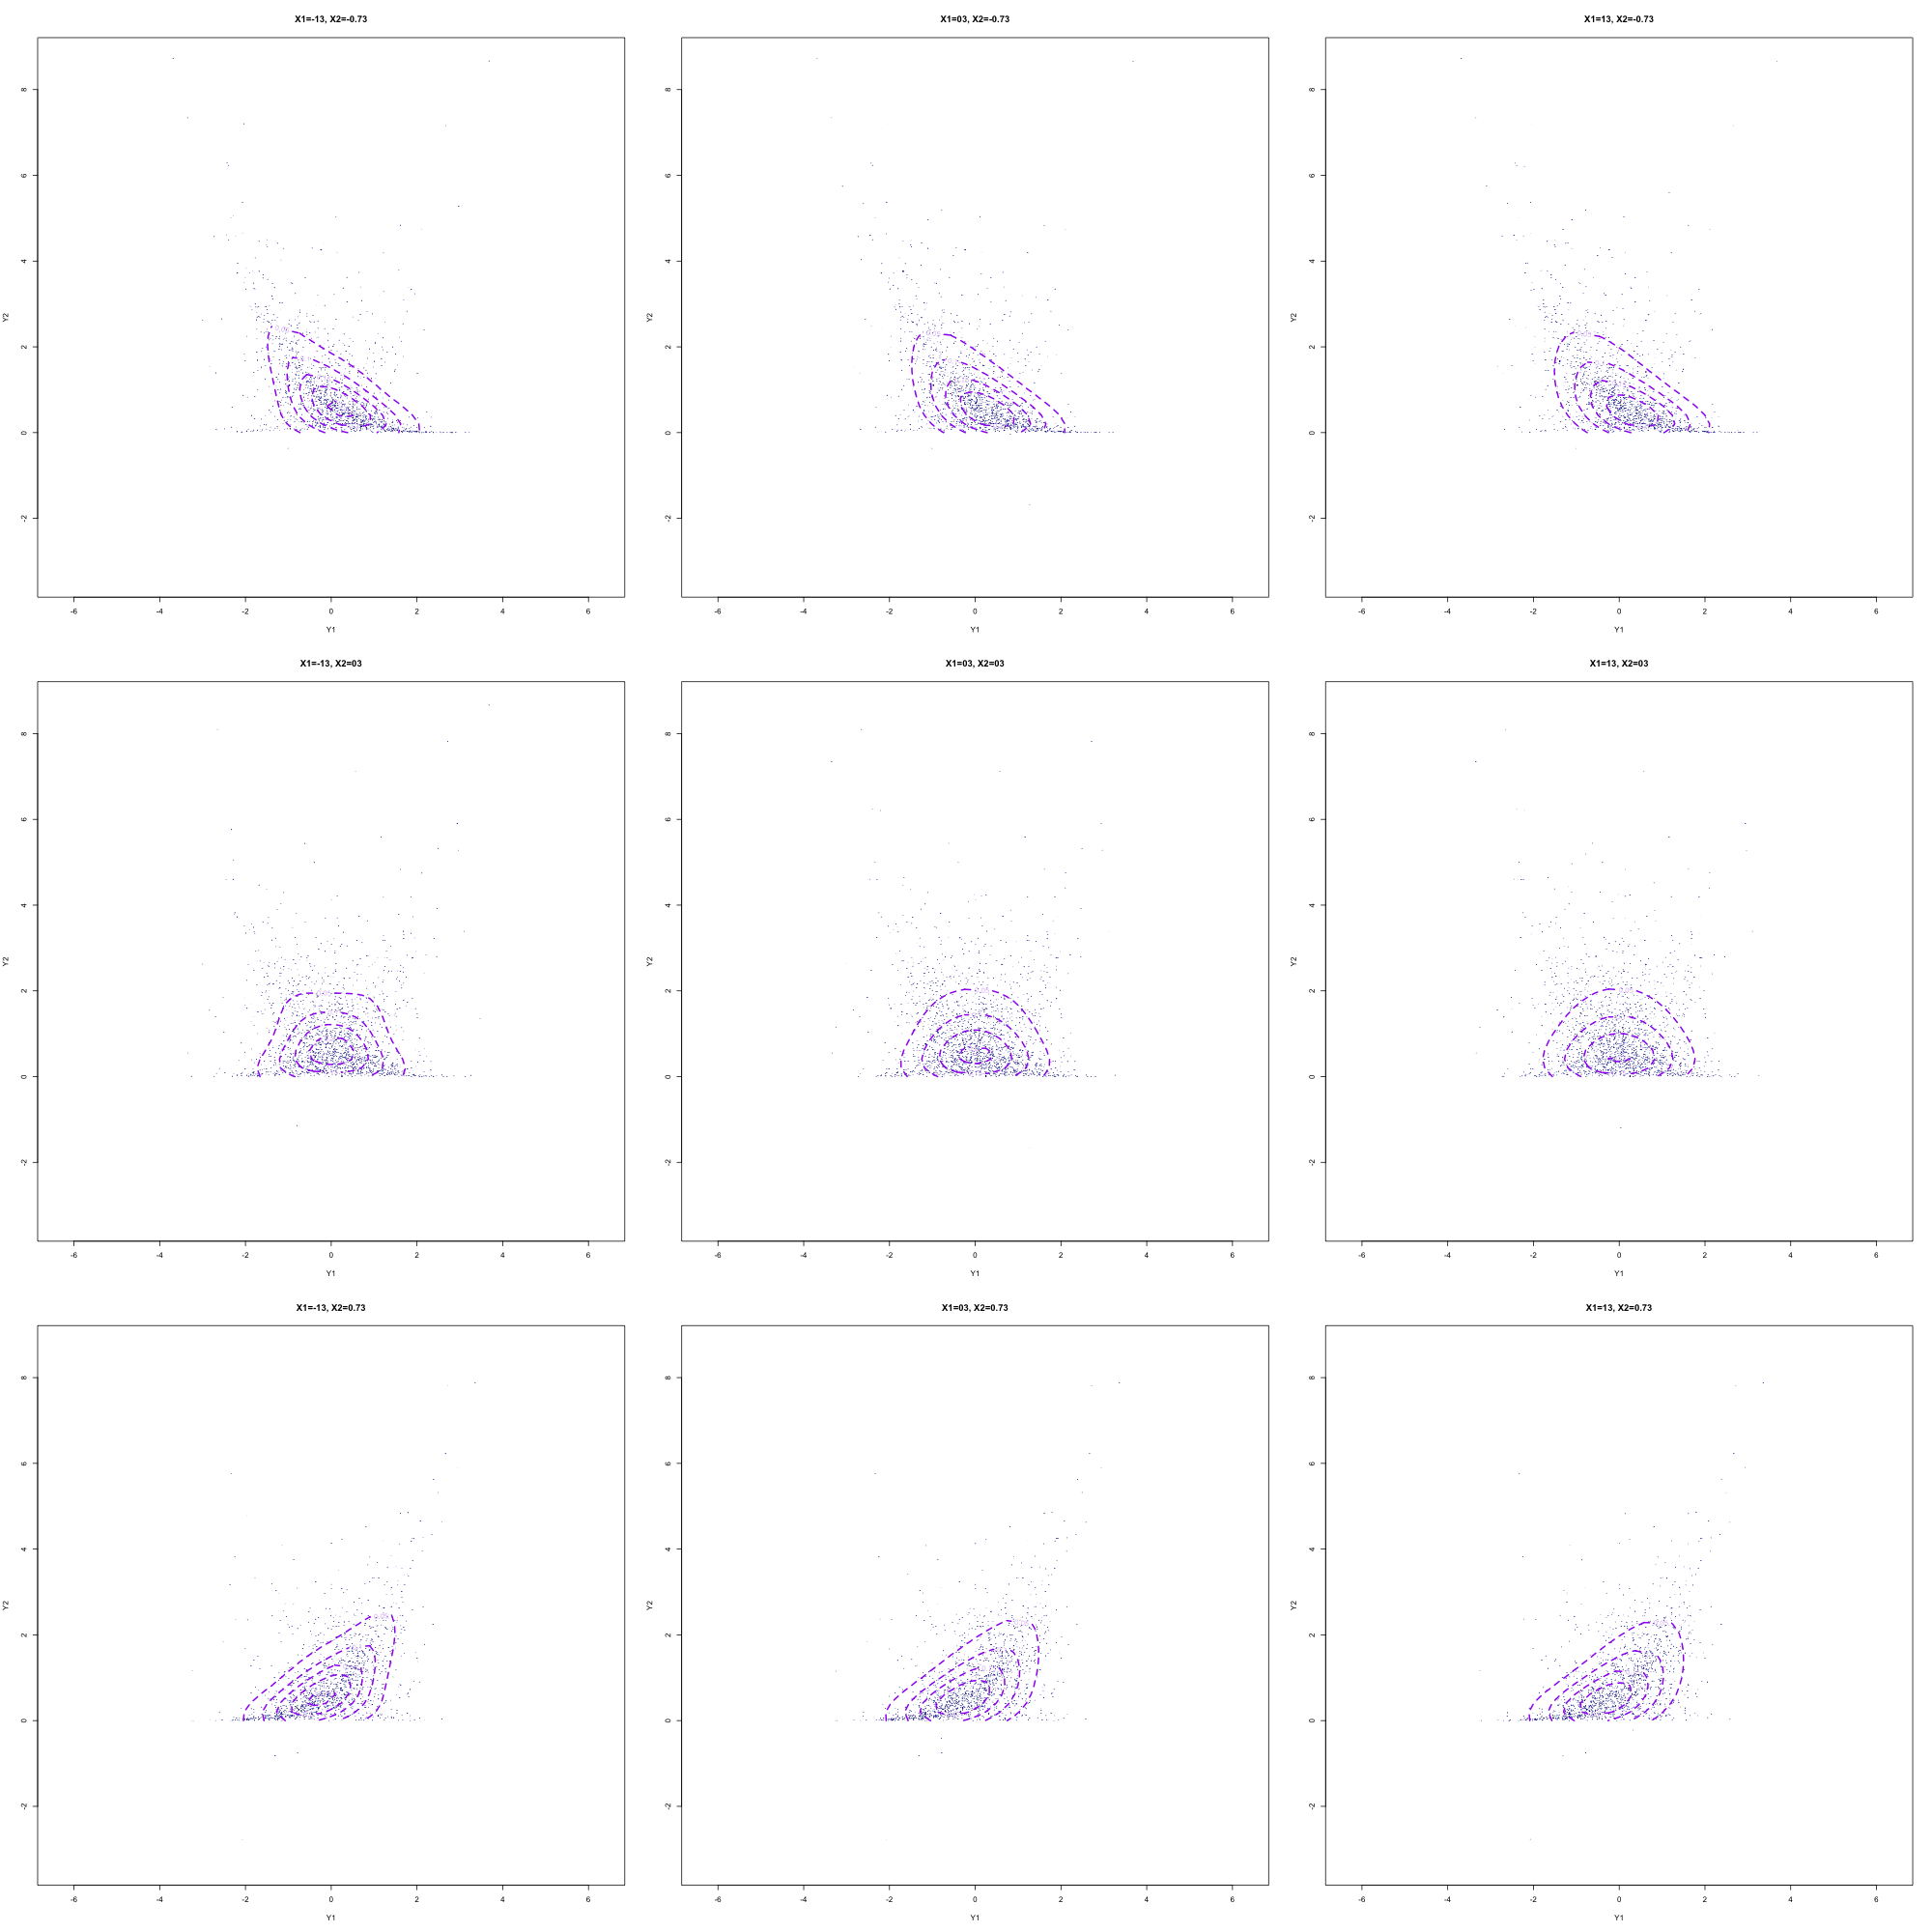 X1=-13, X2=-0.73
X1=03, X2=-0.73
X1=13, X2=-0.73
8
6
4
2
0
-2
Y2
-6 -4 -2 0 2 4 6
Y1
8
6
4
2
0
-2
Y2
-6 -4 -2 0 2 4 6
Y1
8
6
4
2
0
-2
Y2
-6 -4 -2 0 2 4 6
Y1
X1=-13, X2=03
X1=03, X2=03
X1=13, X2=03
8
6
4
2
0
-2
Y2
-6 -4 -2 0 2 4 6
Y1
8
6
4
2
0
-2
Y2
-6 -4 -2 0 2 4 6
Y1
8
6
4
2
0
-2
Y2
-6 -4 -2 0 2 4 6
Y1
X1=-13, X2=0.73
X1=03, X2=0.73
X1=13, X2=0.73
8
6
4
2
0
-2
Y2
-6 -4 -2 0 2 4 6
Y1
8
6
4
2
0
-2
Y2
-6 -4 -2 0 2 4 6
Y1
8
6
4
2
0
-2
Y2
-6 -4 -2 0 2 4 6
Y1